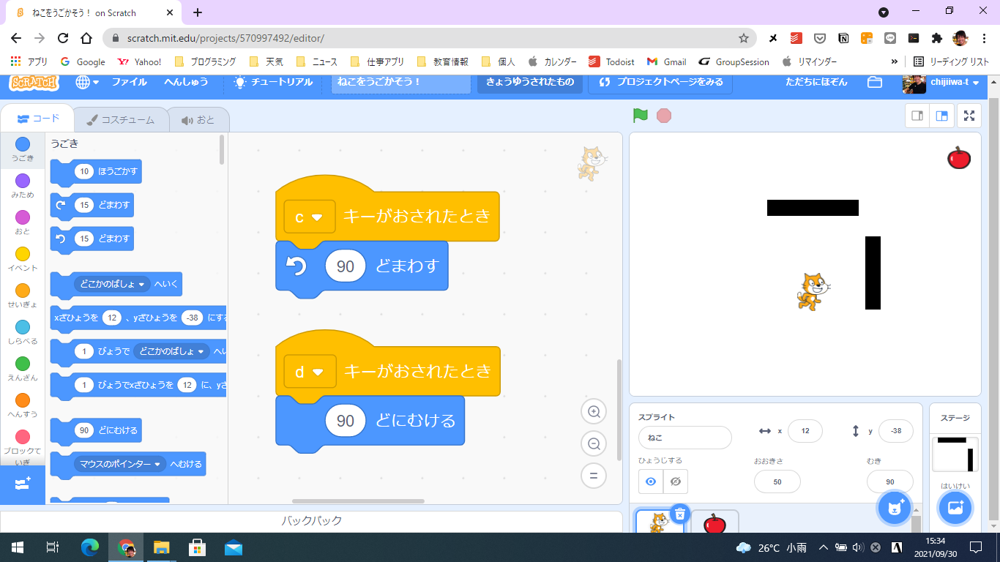 ねこをうごかそう！ on Scratch
scratch.mit.edu/projects/570997492/editor/
アプリ Google Yahoo! プログラミング 天気 ニュース 仕事アプリ 教育情報 個人 カレンダー Todoist Gmail GroupSession リマインダー » リーディング リスト
SCRATCH ファイル へんしゅう チュートリアル ねこをうごかそう！ きょうゆうされたもの プロジェクトページをみる ただちにほぞん chijiiwa-t
コード コスチューム おと
うごき
みため
おと
イベント
せいぎょ
しらべる
えんざん
へんすう
ブロックて
いぎ
うごき
10 ほうごかす
15 どまわす
15 どまわす
どこかのばしょ へいく
xざひょうを 12 、yざひょうを -38 にする
1 びょうで どこかのばしょ へい
1 びょうでxざひょうを 12 に、yざ
90 どにむける
マウスのポインター へむける
c キーがおされたとき
90 どまわす
d キーがおされたとき
90 どにむける
バックパック
スプライト
ねこ
x 12 y -38
ひょうじする おおきさ むき
50 90
ステージ
はいけい
26°C 小雨
A
15:34
2021/09/30